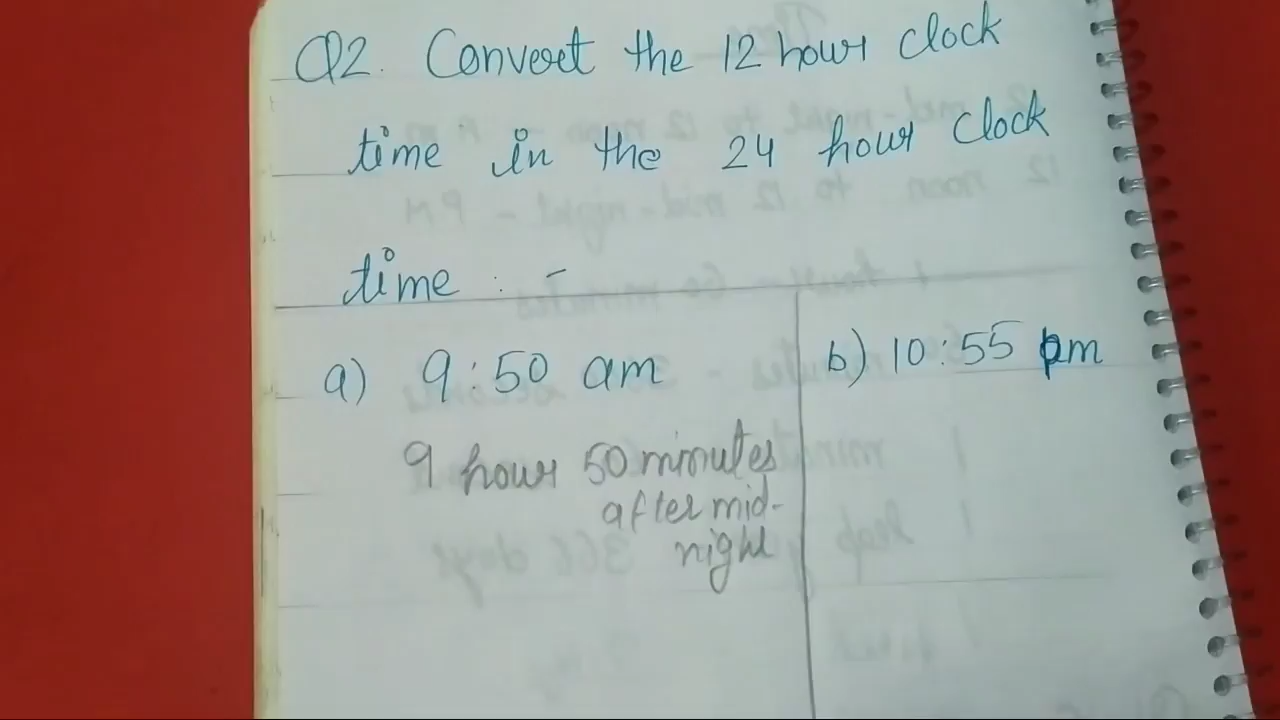 Q2. Convert the 12 hour clock
time in the 24 hour clock
time : -
a) 9:50 am
9 hour 50 minutes
after mid-
night
b) 10:55 pm